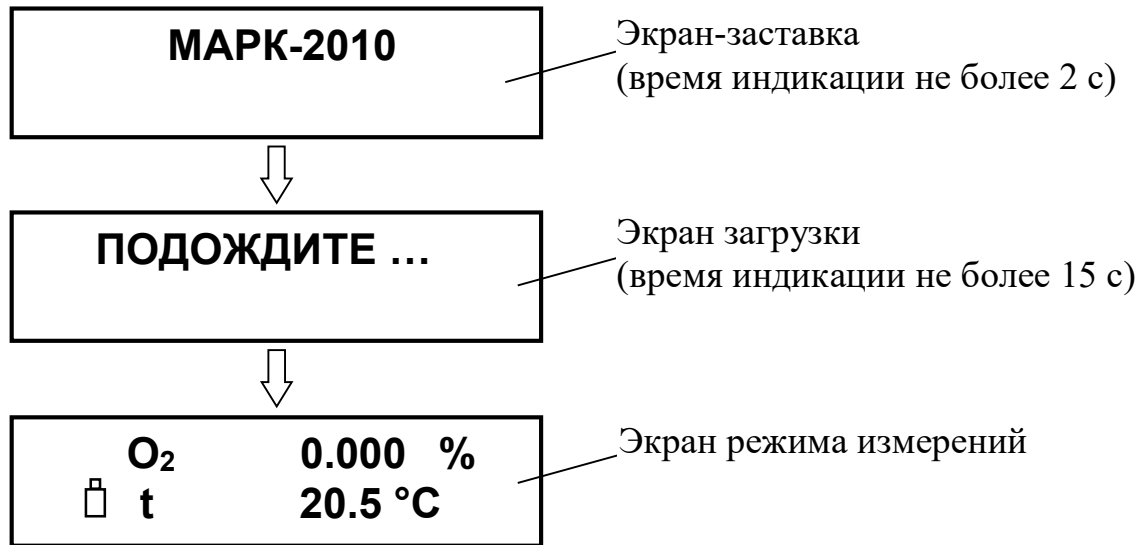 МАРК-2010
Экран-заставка
(время индикации не более 2 с)
ПОДОЖДИТЕ ...
Экран загрузки
(время индикации не более 15 с)
O₂ 0.000 %
t 20.5 °C
Экран режима измерений